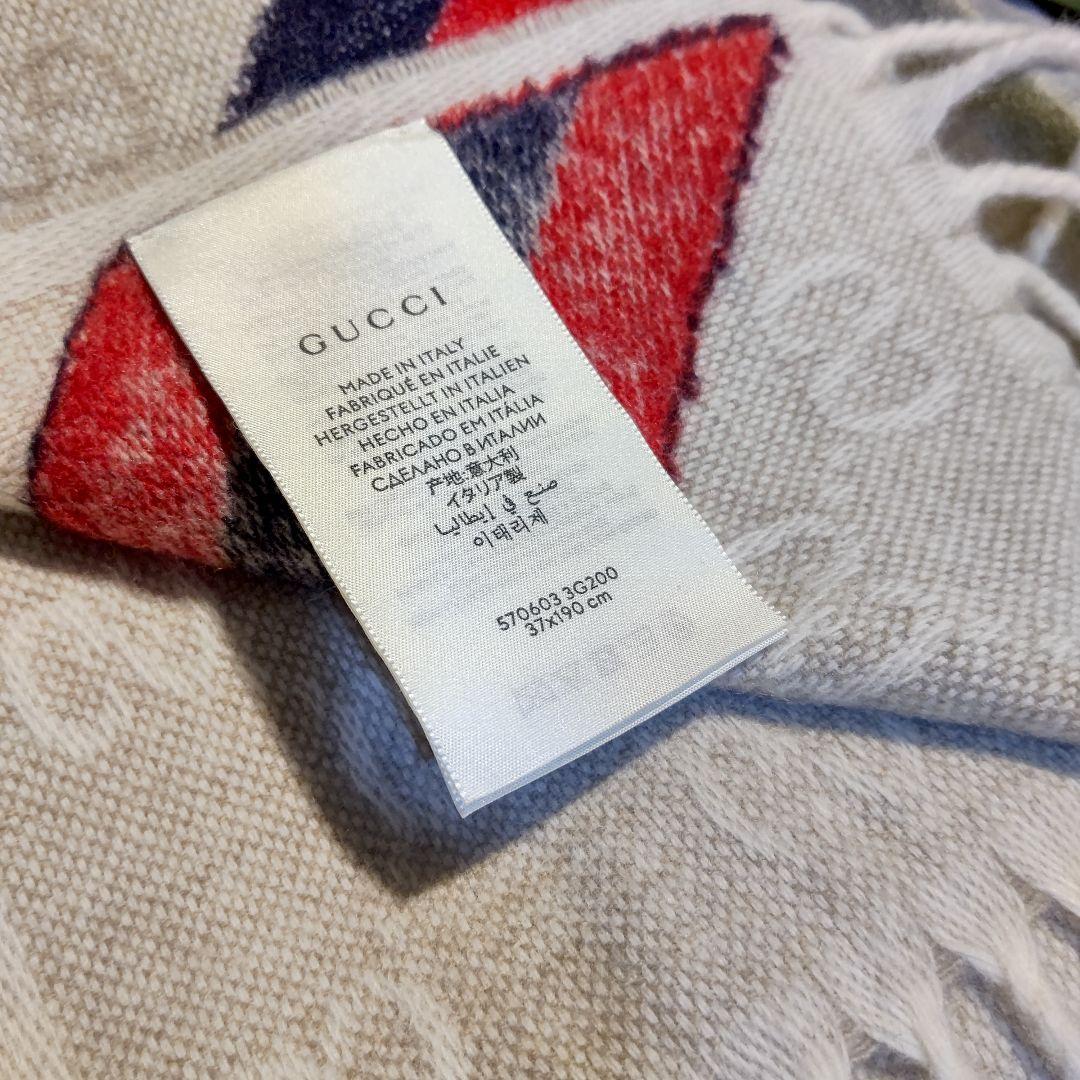 GUCCI
MADE IN ITALY
FABRIQUÉ EN ITALIE
HERGESTELLT IN ITALIEN
HECHO EN ITALIA
FABRICADO EM ITÁLIA
СДЕЛАНО В ИТАЛИИ
产地:意大利
イタリア製
صنع في إيطاليا
이태리제
570603 3G200
37x190 cm